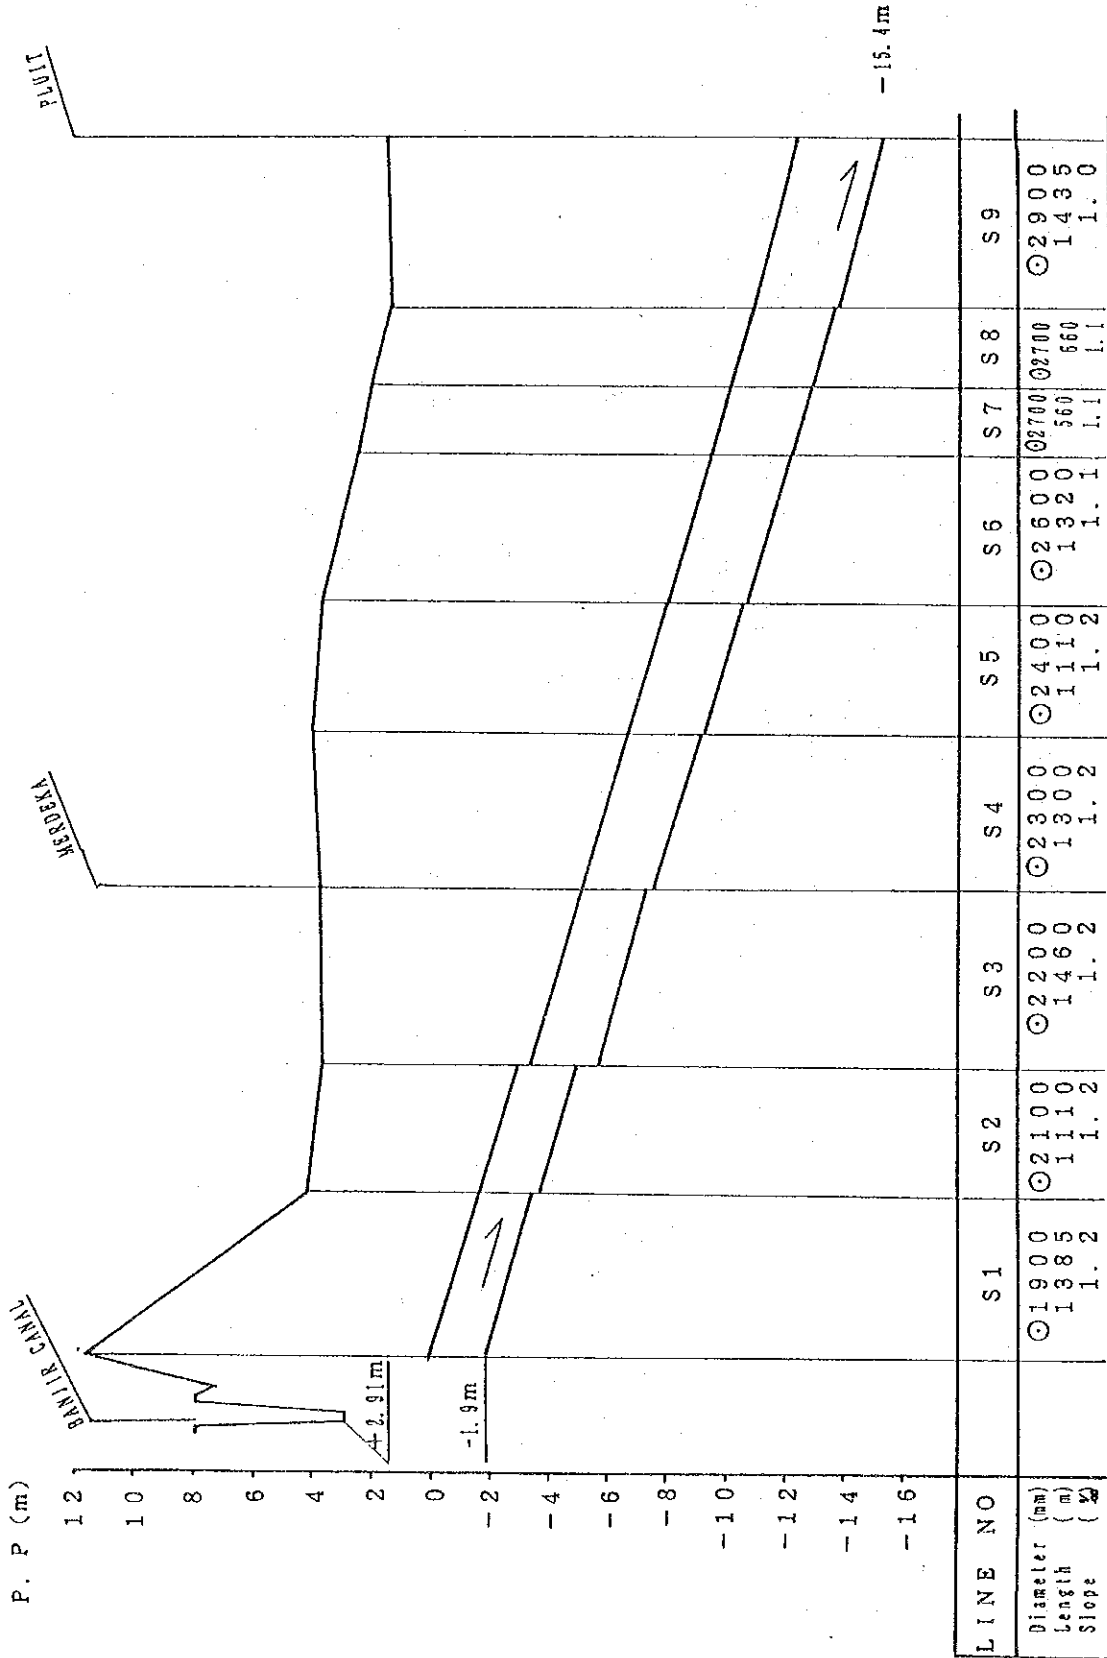 P. P (m)
12
10
8
6
4
2
0
-2
-4
-6
-8
-10
-12
-14
-16
BANJIR CANAL
MERDEKA
PLUIT
+2.91m
-1.9m
-15.4m
LINE NO S1 S2 S3 S4 S5 S6 S7 S8 S9
Diameter (mm) ⊙1900 ⊙2100 ⊙2200 ⊙2300 ⊙2400 ⊙2600 ⊙2700 ⊙2700 ⊙2900
Length (m) 1385 1110 1460 1300 1110 1320 560 660 1435
Slope 1.2 1.2 1.2 1.2 1.2 1.1 1.1 1.1 1.0